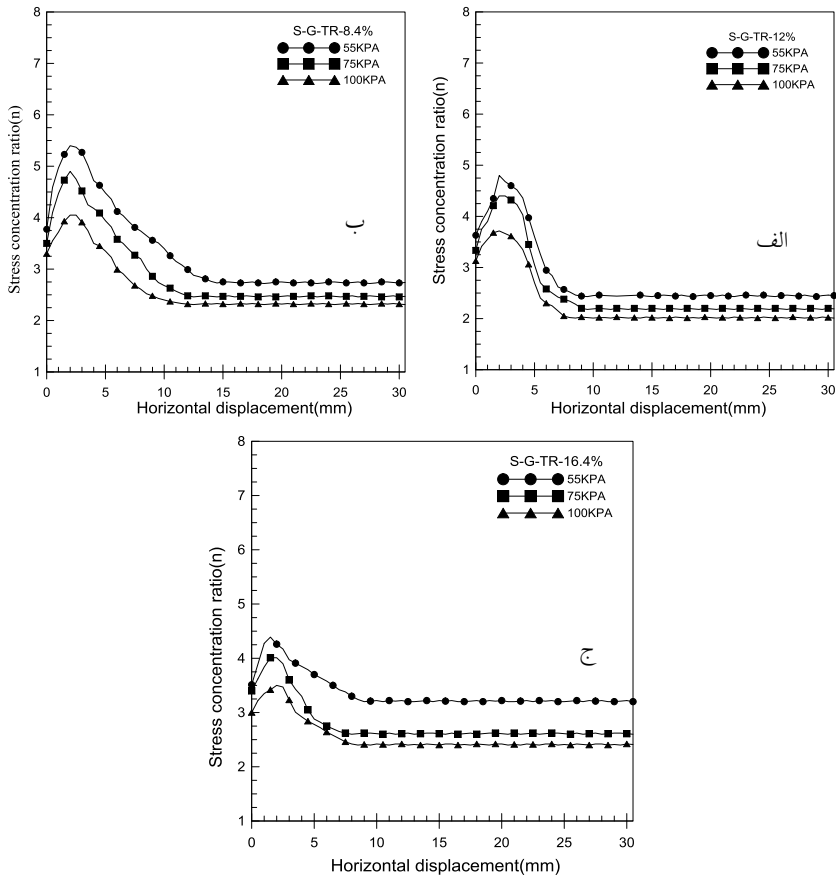 S-G-TR-8.4%
55KPA
75KPA
100KPA
Stress concentration ratio(n)
8
7
6
5
4
3
2
1
ب
0
5
10
15
20
25
30
Horizontal displacement(mm)
S-G-TR-12%
55KPA
75KPA
100KPA
Stress concentration ratio(n)
8
7
6
5
4
3
2
1
الف
0
5
10
15
20
25
30
Horizontal displacement(mm)
S-G-TR-16.4%
55KPA
75KPA
100KPA
Stress concentration ratio(n)
8
7
6
5
4
3
2
1
ج
0
5
10
15
20
25
30
Horizontal displacement(mm)